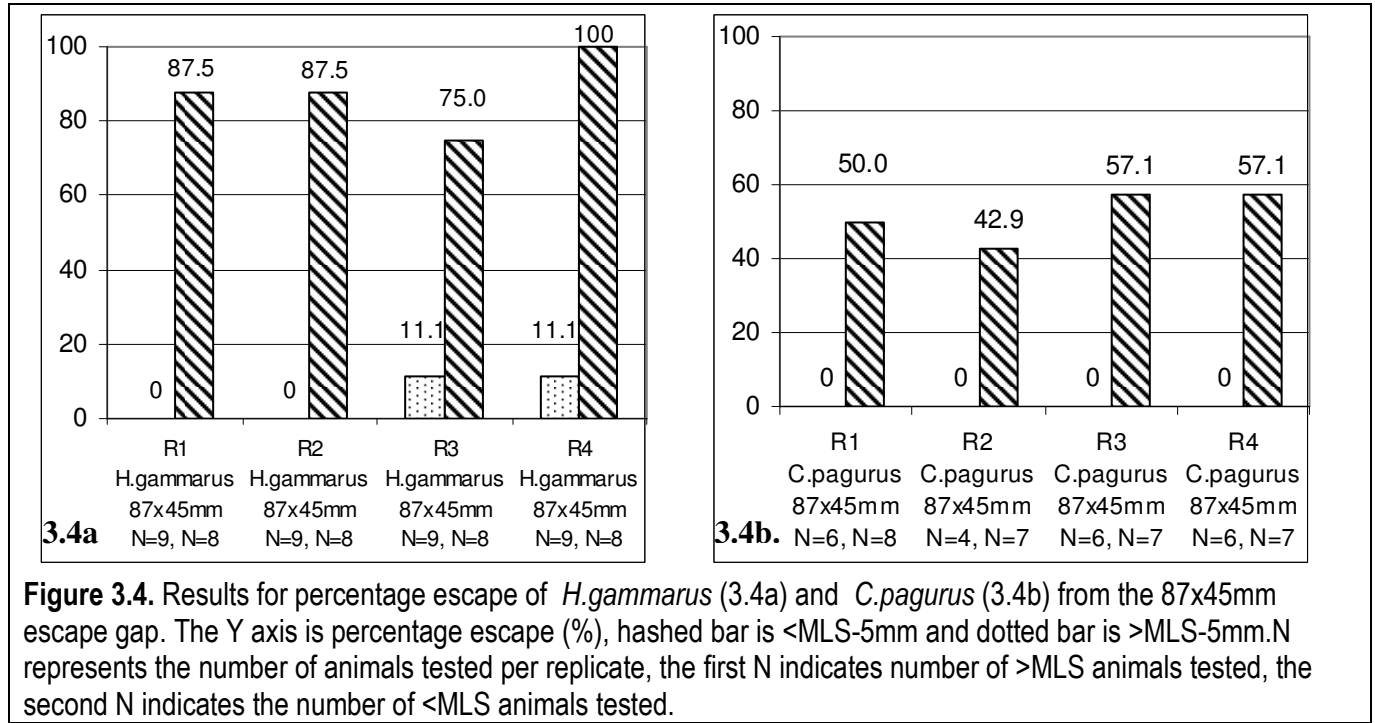 100
80
60
40
20
0
87.5
87.5
75.0
100
0
0
11.1
11.1
R1 R2 R3 R4
H.gammarus H.gammarus H.gammarus H.gammarus
87x45mm 87x45mm 87x45mm 87x45mm
3.4a N=9, N=8 N=9, N=8 N=9, N=8 N=9, N=8
100
80
60
40
20
0
50.0
42.9
57.1
57.1
0
0
0
0
R1 R2 R3 R4
C.pagurus C.pagurus C.pagurus C.pagurus
87x45mm 87x45mm 87x45mm 87x45mm
3.4b. N=6, N=8 N=4, N=7 N=6, N=7 N=6, N=7
Figure 3.4. Results for percentage escape of H.gammarus (3.4a) and C.pagurus (3.4b) from the 87x45mm
escape gap. The Y axis is percentage escape (%), hashed bar is <MLS-5mm and dotted bar is >MLS-5mm.N
represents the number of animals tested per replicate, the first N indicates number of >MLS animals tested, the
second N indicates the number of <MLS animals tested.